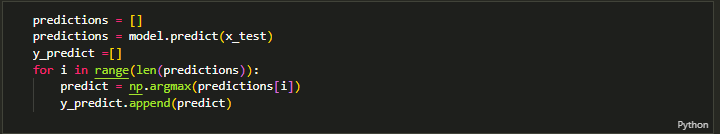 predictions = []
predictions = model.predict(x_test)
y_predict =[]
for i in range(len(predictions)):
    predict = np.argmax(predictions[i])
    y_predict.append(predict)
Python